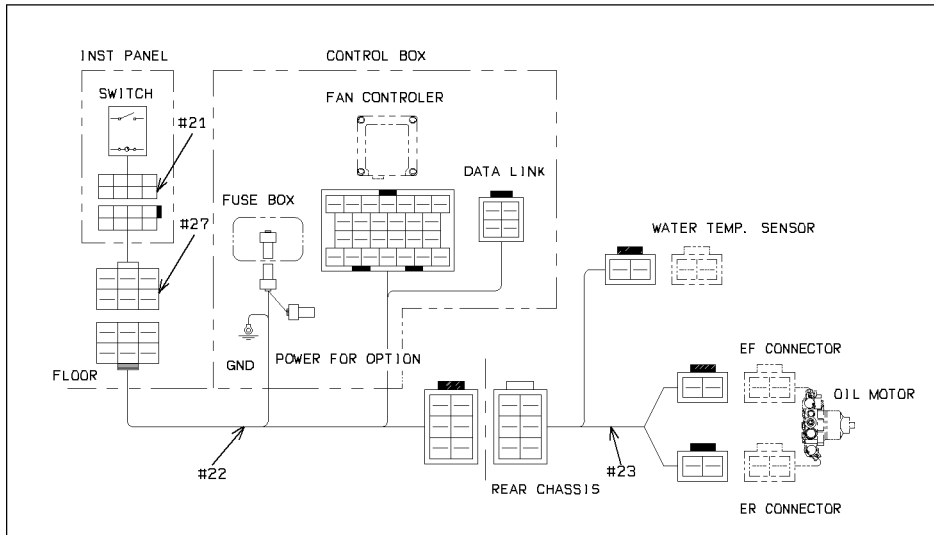 INST PANEL
CONTROL BOX
SWITCH
FAN CONTROLER
#21
DATA LINK
FUSE BOX
#27
WATER TEMP. SENSOR
GND
POWER FOR OPTION
FLOOR
EF CONNECTOR
OIL MOTOR
#22
#23
REAR CHASSIS
ER CONNECTOR